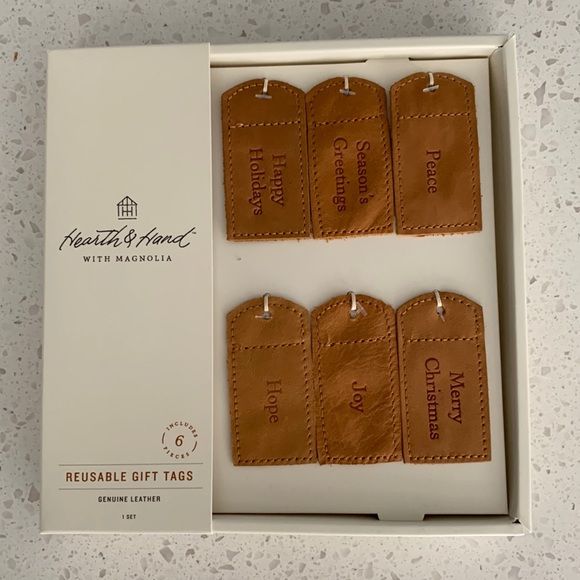 Hearth & Hand™
WITH MAGNOLIA
INCLUDES
6
PIECES
REUSABLE GIFT TAGS
GENUINE LEATHER
1 SET
Happy
Holidays
Season's
Greetings
Peace
Hope
Joy
Merry
Christmas